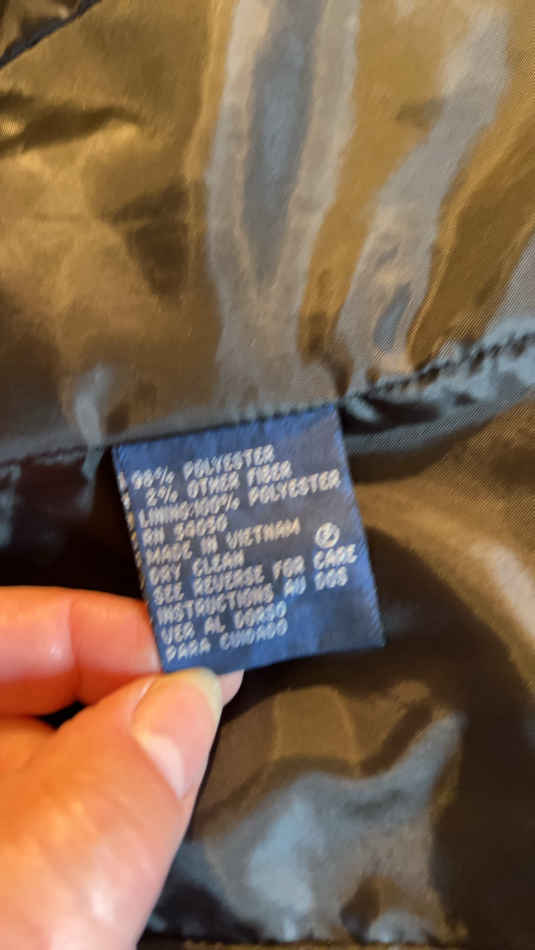 98% POLYESTER
2% OTHER FIBER
LINING:100% POLYESTER
RN 54030
MADE IN VIETNAM
DRY CLEAN Ⓟ
SEE REVERSE FOR CARE
INSTRUCTIONS AU DOS
VER AL DORSO
PARA CUIDADO